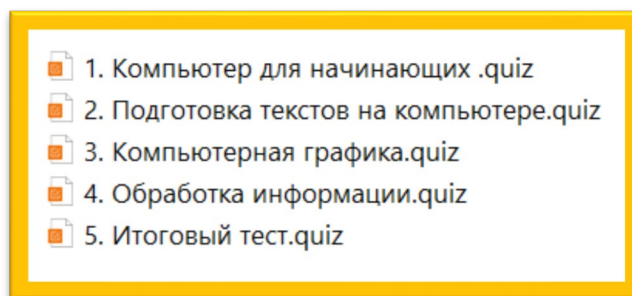 1. Компьютер для начинающих .quiz
2. Подготовка текстов на компьютере.quiz
3. Компьютерная графика.quiz
4. Обработка информации.quiz
5. Итоговый тест.quiz